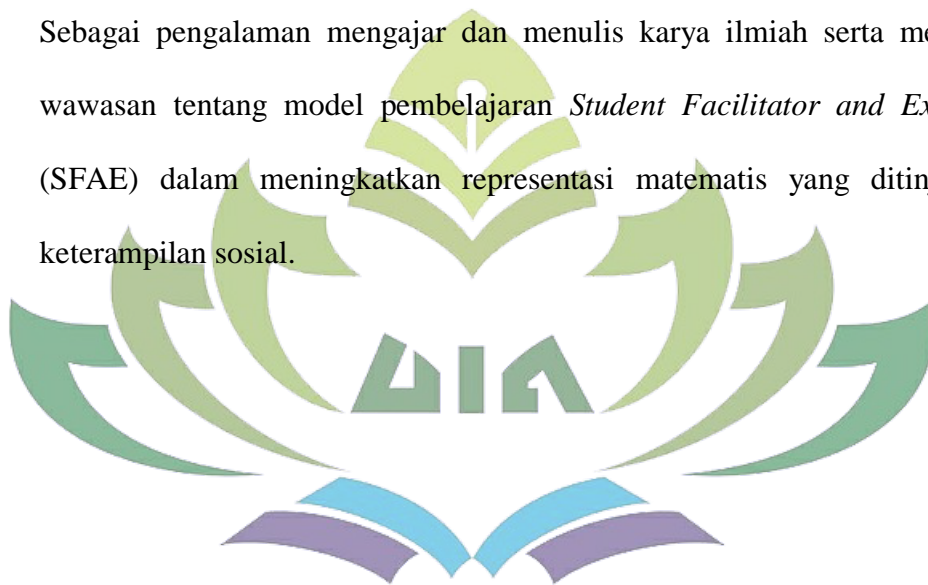 Sebagai pengalaman mengajar dan menulis karya ilmiah serta
wawasan tentang model pembelajaran Student Facilitator and
(SFAE) dalam meningkatkan representasi matematis yang
keterampilan sosial.
UIN